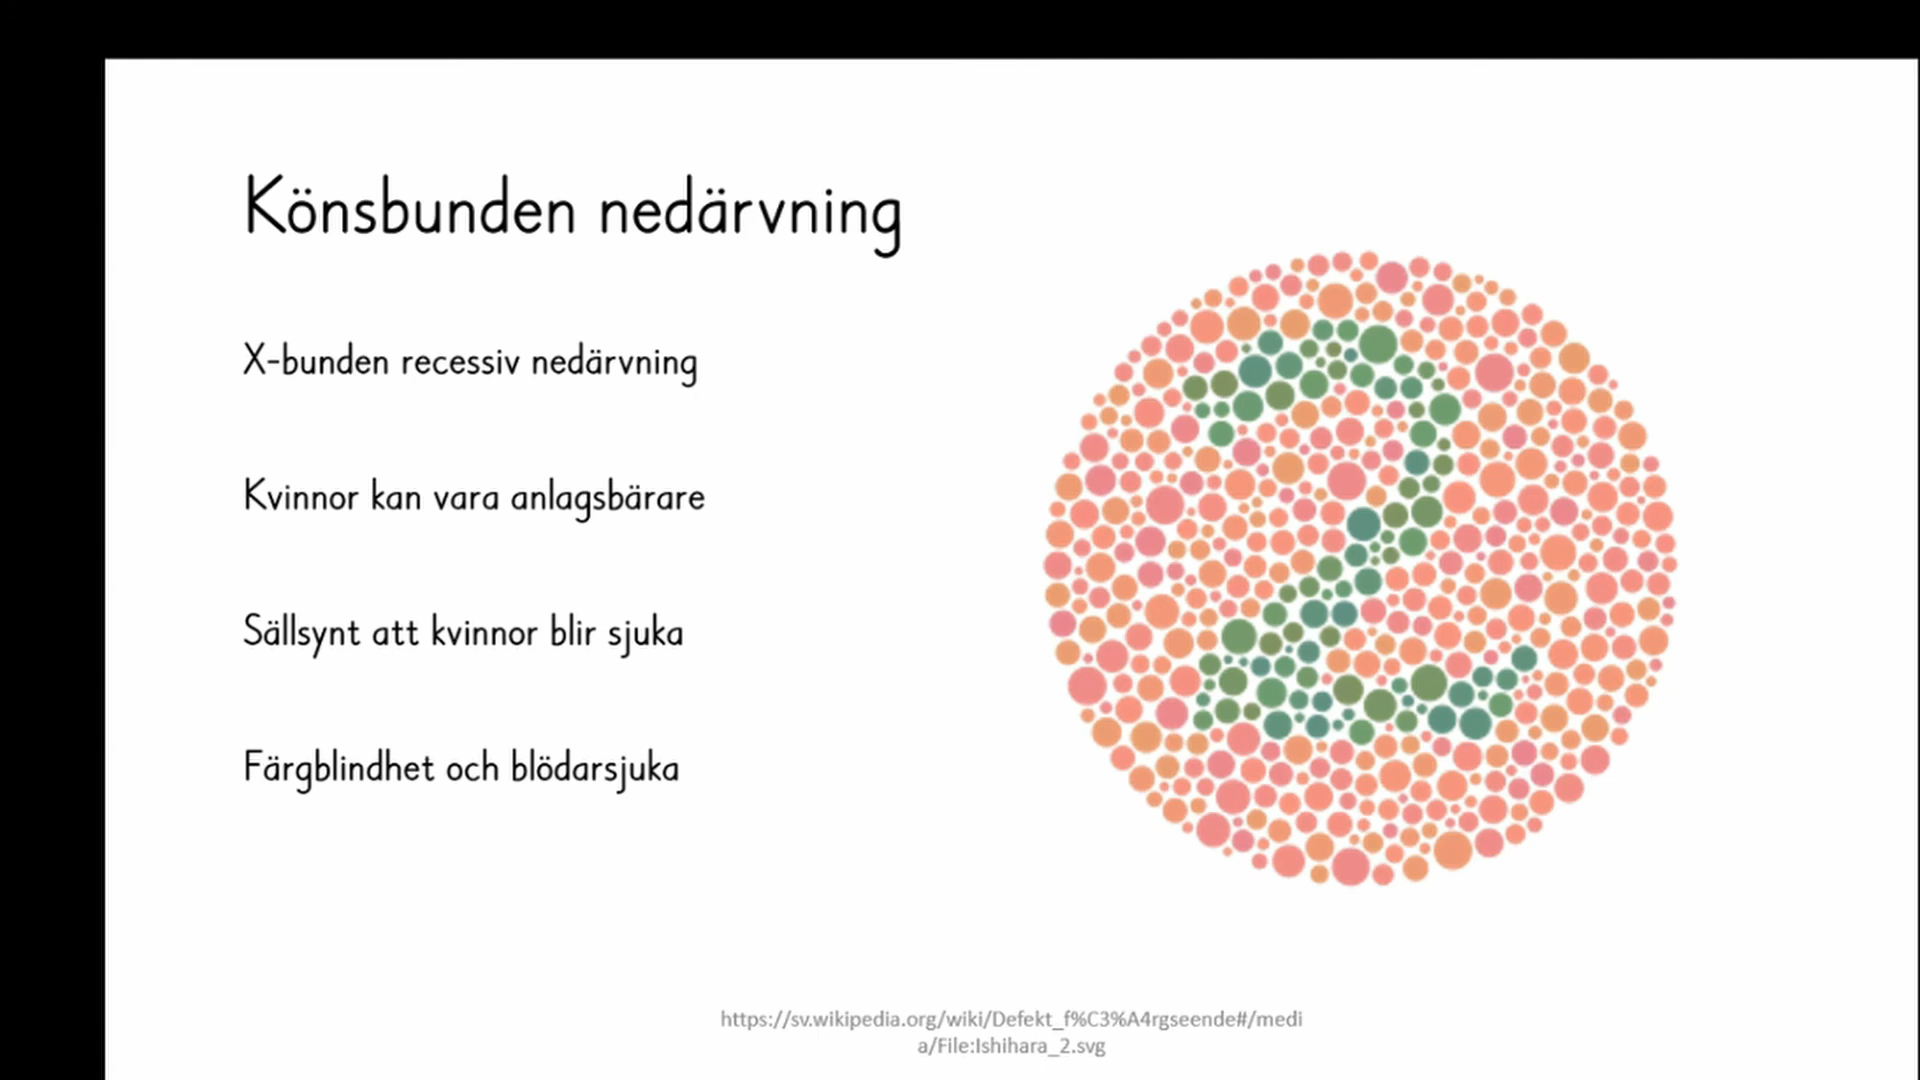 Könsbunden nedärvning
X-bunden recessiv nedärvning
Kvinnor kan vara anlagsbärare
Sällsynt att kvinnor blir sjuka
Färgblindhet och blödarsjuka
2
https://sv.wikipedia.org/wiki/Defekt_f%C3%A4rgseende#/medi
a/File:Ishihara_2.svg